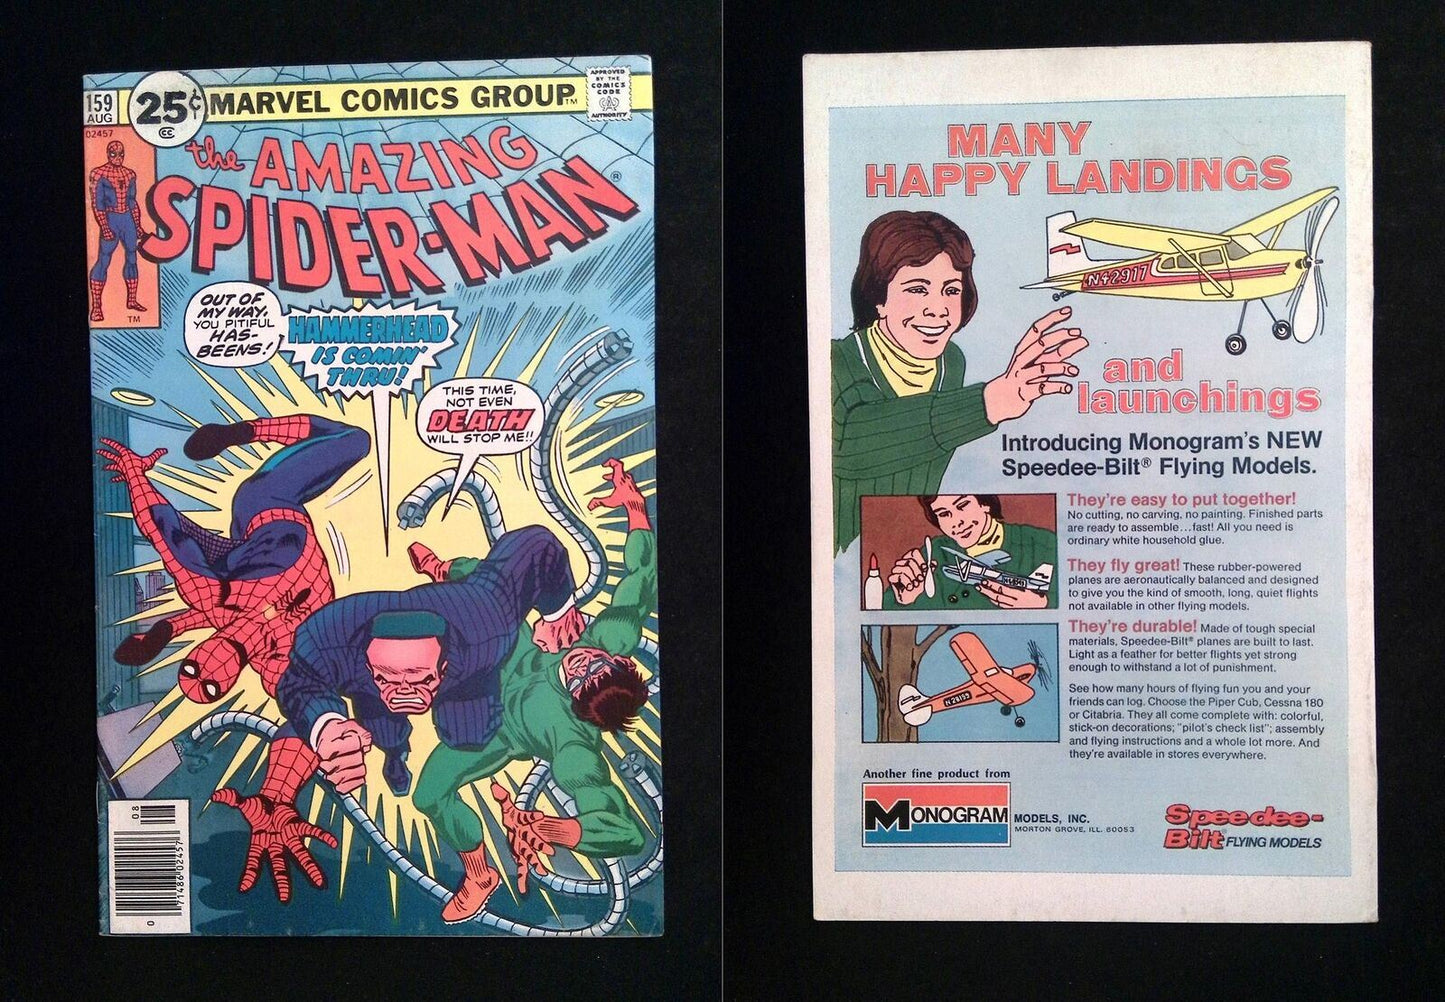 159
AUG
02457
25¢
CC
MARVEL COMICS GROUP™
APPROVED
BY THE
COMICS
CODE
CA
AUTHORITY
the AMAZING
SPIDER-MAN®
TM
OUT OF
MY WAY,
YOU PITIFUL
HAS-
BEENS!
HAMMERHEAD
IS COMIN'
THRU!
THIS TIME,
NOT EVEN
DEATH
WILL STOP ME!!
08
0
71486 02457
MANY
HAPPY LANDINGS
N42917
and
launchings
Introducing Monogram's NEW
Speedee-Bilt® Flying Models.
They're easy to put together!
No cutting, no carving, no painting. Finished parts
are ready to assemble...fast! All you need is
ordinary white household glue.
They fly great! These rubber-powered
planes are aeronautically balanced and designed
to give you the kind of smooth, long, quiet flights
not available in other flying models.
They're durable! Made of tough special
materials, Speedee-Bilt® planes are built to last.
Light as a feather for better flights yet strong
enough to withstand a lot of punishment.
N26159
See how many hours of flying fun you and your
friends can log. Choose the Piper Cub, Cessna 180
or Citabria. They all come complete with: colorful,
stick-on decorations; "pilot's check list"; assembly
and flying instructions and a whole lot more. And
they're available in stores everywhere.
Another fine product from
MONOGRAM MODELS, INC.
MORTON GROVE, ILL. 60053
Speedee-
Bilt® FLYING MODELS